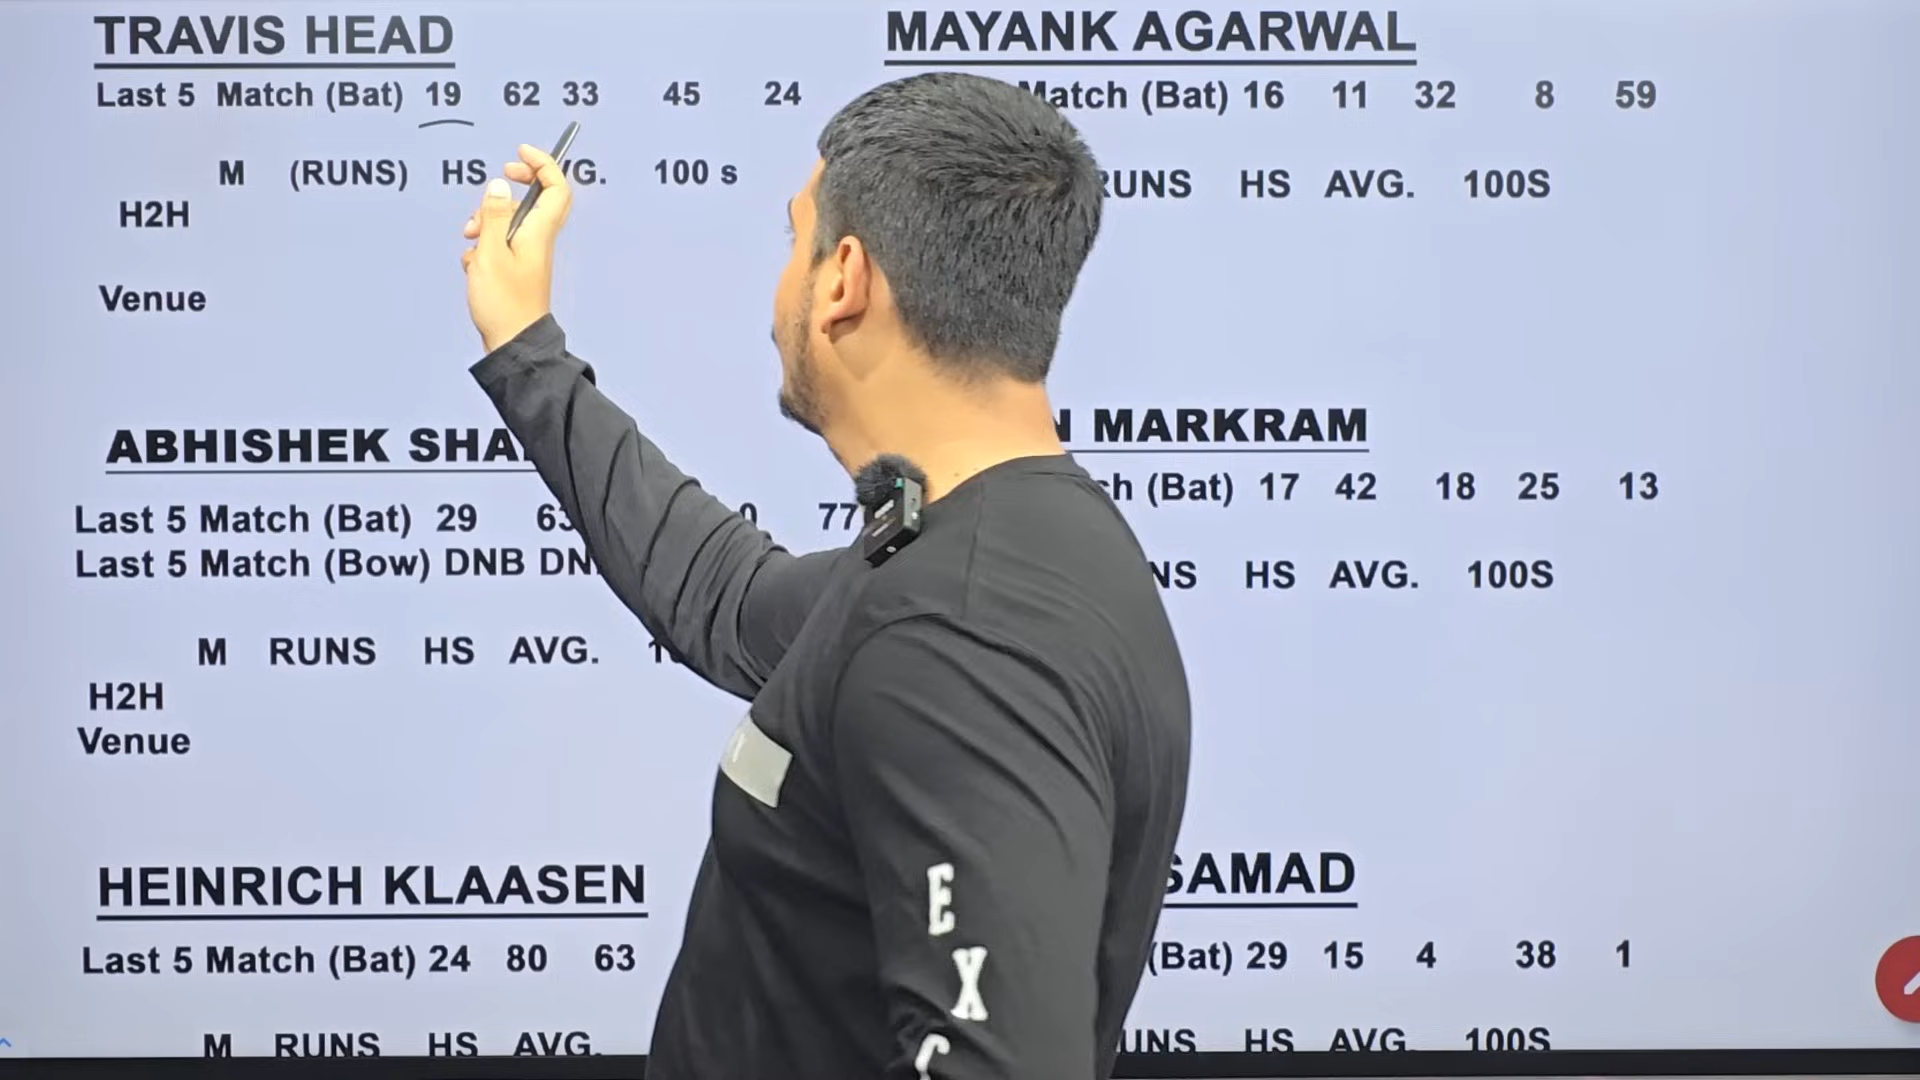 TRAVIS HEAD
Last 5 Match (Bat) 19 62 33 45 24
M (RUNS) HS 100 s
H2H
Venue
MAYANK AGARWAL
Match (Bat) 16 11 32 8 59
RUNS HS AVG. 100S
ABHISHEK
Last 5 Match (Bat) 29 77
Last 5 Match (Bow) DNB
M RUNS HS AVG.
H2H
Venue
MARKRAM
(Bat) 17 42 18 25 13
HS AVG. 100S
HEINRICH KLAASEN
Last 5 Match (Bat) 24 80 63
M RUNS HS AVG.
SAMAD
(Bat) 29 15 4 38 1
HS AVG. 100S
E
X